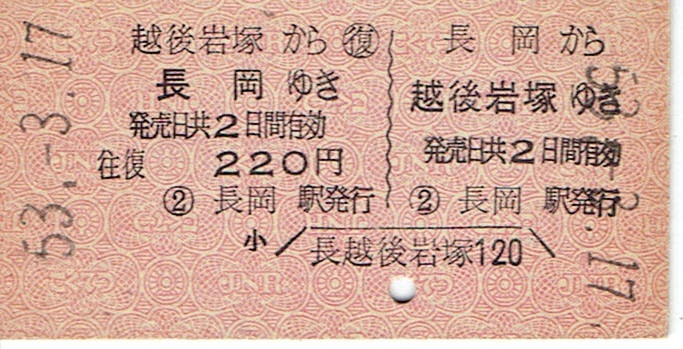 53.-3.17
越後岩塚 から ㊝
長 岡 ゆき
発売日共2日間有効
往復 220円
② 長岡 駅発行
長 岡 から
越後岩塚 ゆき
発売日共2日間有効
② 長岡 駅発行
小
長越後岩塚120